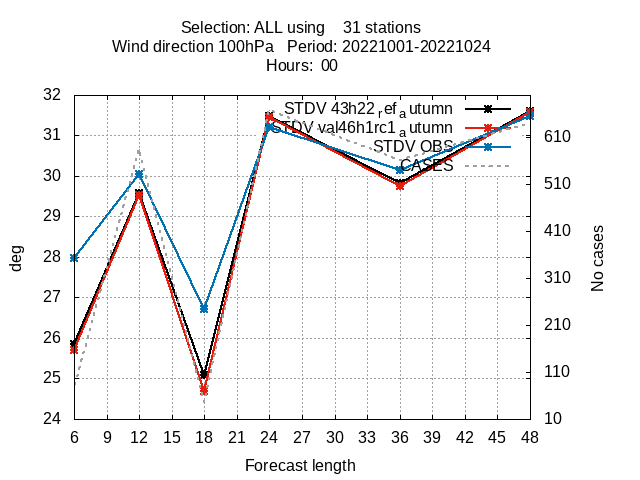 Selection: ALL using 31 stations
Wind direction 100hPa Period: 20221001-20221024
Hours: 00
STDV 43h22refautumn
STDV val46h1rc1autumn
STDV OBS
CASES
32
31
30
29
28
27
26
25
24
610
510
410
310
210
110
10
deg
No cases
6 9 12 15 18 21 24 27 30 33 36 39 42 45 48
Forecast length